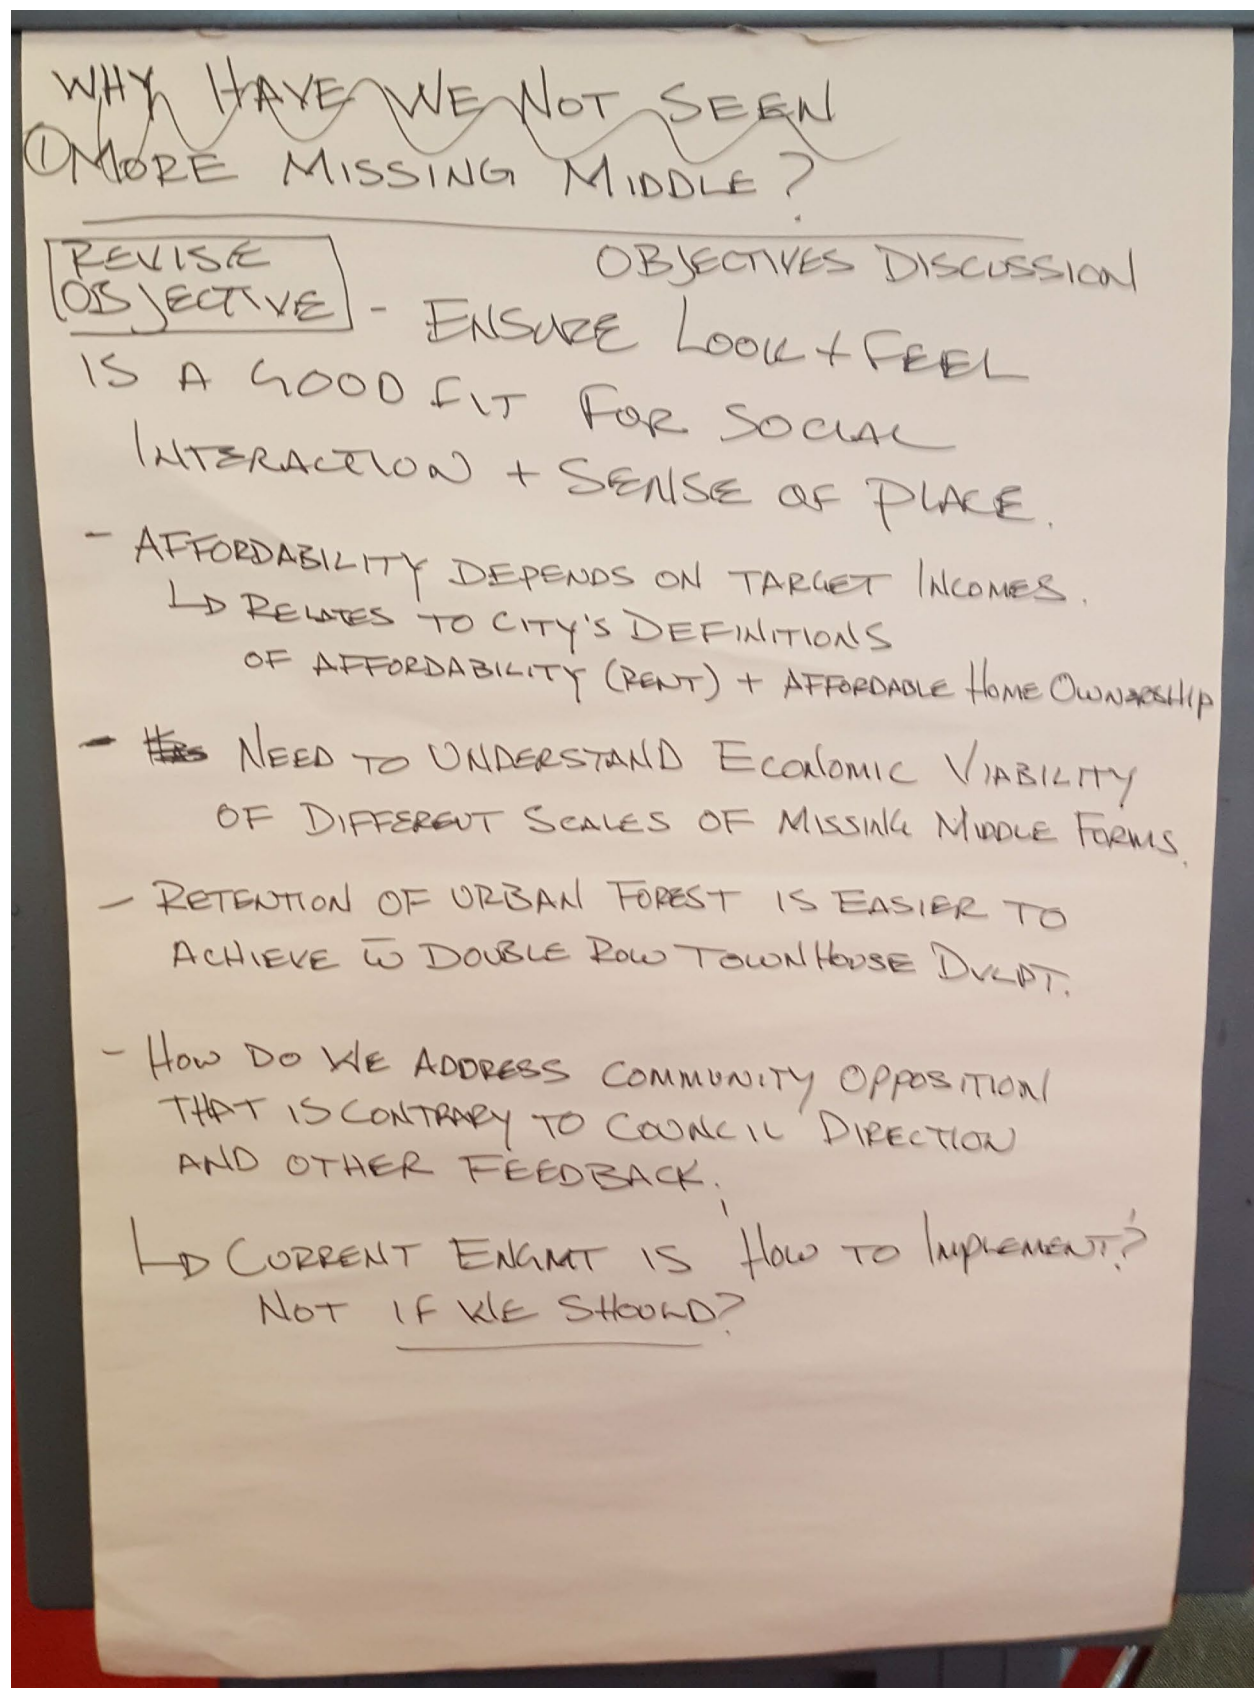 WHY HAVE WE NOT SEEN
① MORE MISSING MIDDLE?
OBJECTIVES DISCUSSION
REVISE
OBJECTIVE - ENSURE LOOK + FEEL
IS A GOOD FIT FOR SOCIAL
INTERACTION + SENSE OF PLACE.
- AFFORDABILITY DEPENDS ON TARGET INCOMES.
↳ RELATES TO CITY'S DEFINITIONS
OF AFFORDABILITY (RENT) + AFFORDABLE HOME OWNERSHIP
- NEED TO UNDERSTAND ECONOMIC VIABILITY
OF DIFFERENT SCALES OF MISSING MIDDLE FORMS.
- RETENTION OF URBAN FOREST IS EASIER TO
ACHIEVE w̅ DOUBLE ROW TOWNHOUSE DVLPT.
- HOW DO WE ADDRESS COMMUNITY OPPOSITION
THAT IS CONTRARY TO COUNCIL DIRECTION
AND OTHER FEEDBACK.
↳ CURRENT ENGMT IS 'HOW TO IMPLEMENT?'
NOT IF WE SHOULD?